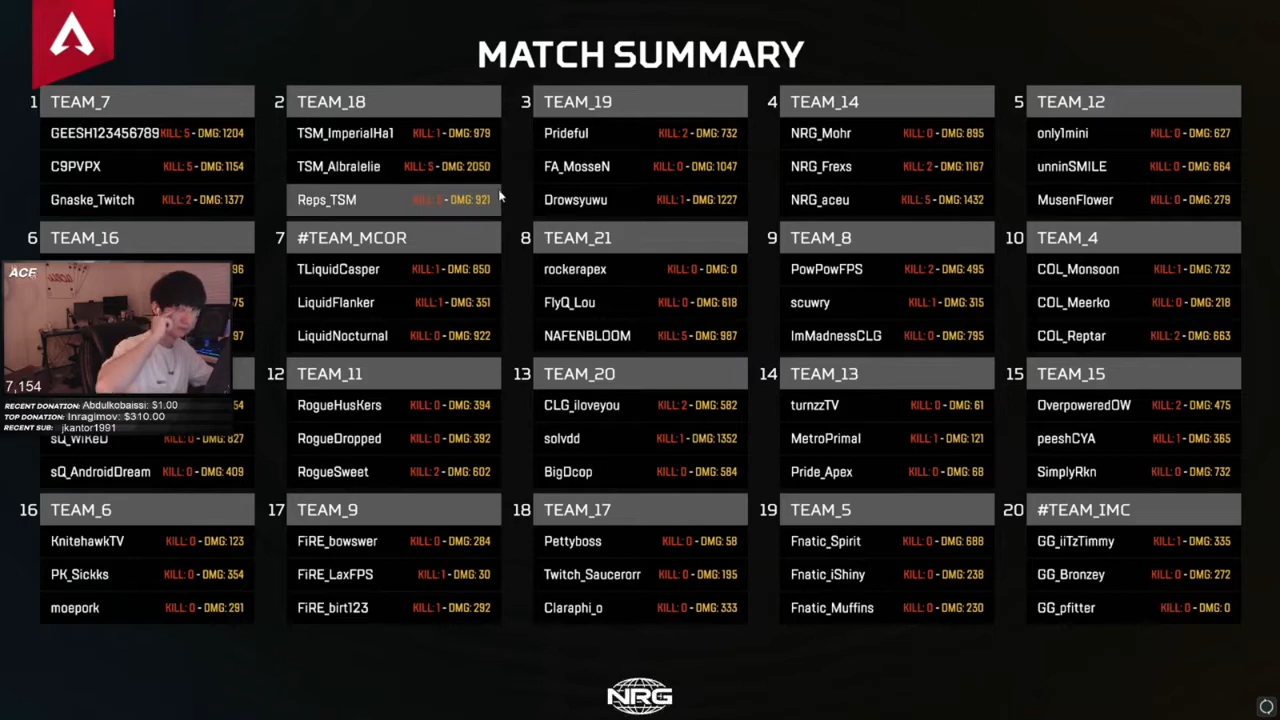 MATCH SUMMARY
1 TEAM_7
GEESH123456789 KILL: 5 - DMG: 1204
C9PVPX KILL: 5 - DMG: 1154
Gnaske_Twitch KILL: 2 - DMG: 1377
2 TEAM_18
TSM_ImperialHal KILL: 1 - DMG: 979
TSM_Albralelie KILL: 5 - DMG: 2050
Reps_TSM KILL: - DMG: 921
3 TEAM_19
Prideful KILL: 2 - DMG: 732
FA_MosseN KILL: 0 - DMG: 1047
Drowsyuwu KILL: 1 - DMG: 1227
4 TEAM_14
NRG_Mohr KILL: 0 - DMG: 895
NRG_Frexs KILL: 2 - DMG: 1167
NRG_aceu KILL: 5 - DMG: 1432
5 TEAM_12
only1mini KILL: 0 - DMG: 627
unninSMILE KILL: 0 - DMG: 664
MusenFlower KILL: 0 - DMG: 279
6 TEAM_16
96
75
97
7 #TEAM_MCOR
TLiquidCasper KILL: 1 - DMG: 850
LiquidFlanker KILL: 1 - DMG: 351
LiquidNocturnal KILL: 0 - DMG: 922
8 TEAM_21
rockerapex KILL: 0 - DMG: 0
FlyQ_Lou KILL: 0 - DMG: 618
NAFENBLOOM KILL: 5 - DMG: 987
9 TEAM_8
PowPowFPS KILL: 2 - DMG: 495
scuwry KILL: 1 - DMG: 315
ImMadnessCLG KILL: 0 - DMG: 795
10 TEAM_4
COL_Monsoon KILL: 1 - DMG: 732
COL_Meerko KILL: 0 - DMG: 218
COL_Reptar KILL: 2 - DMG: 663
ACE
7,154
RECENT DONATION: Abdulkobaissi: $1.00
TOP DONATION: Inragimov: $310.00
RECENT SUB: jkantor1991
54
sQ_WiReD KILL: 0 - DMG: 827
sQ_AndroidDream KILL: 0 - DMG: 409
12 TEAM_11
RogueHusKers KILL: 0 - DMG: 394
RogueDropped KILL: 0 - DMG: 392
RogueSweet KILL: 2 - DMG: 602
13 TEAM_20
CLG_iloveyou KILL: 2 - DMG: 582
solvdd KILL: 1 - DMG: 1352
BigDcop KILL: 0 - DMG: 584
14 TEAM_13
turnzzTV KILL: 0 - DMG: 61
MetroPrimal KILL: 1 - DMG: 121
Pride_Apex KILL: 0 - DMG: 68
15 TEAM_15
OverpoweredOW KILL: 2 - DMG: 475
peeshCYA KILL: 1 - DMG: 365
SimplyRkn KILL: 0 - DMG: 732
16 TEAM_6
KnitehawkTV KILL: 0 - DMG: 123
PK_Sickks KILL: 0 - DMG: 354
moepork KILL: 0 - DMG: 291
17 TEAM_9
FiRE_bowswer KILL: 0 - DMG: 284
FiRE_LaxFPS KILL: 1 - DMG: 30
FiRE_birt123 KILL: 1 - DMG: 292
18 TEAM_17
Pettyboss KILL: 0 - DMG: 58
Twitch_Saucerorr KILL: 0 - DMG: 195
Claraphi_o KILL: 0 - DMG: 333
19 TEAM_5
Fnatic_Spirit KILL: 0 - DMG: 688
Fnatic_iShiny KILL: 0 - DMG: 238
Fnatic_Muffins KILL: 0 - DMG: 230
20 #TEAM_IMC
GG_iiTzTimmy KILL: 1 - DMG: 335
GG_Bronzey KILL: 0 - DMG: 272
GG_pfitter KILL: 0 - DMG: 0
NRG